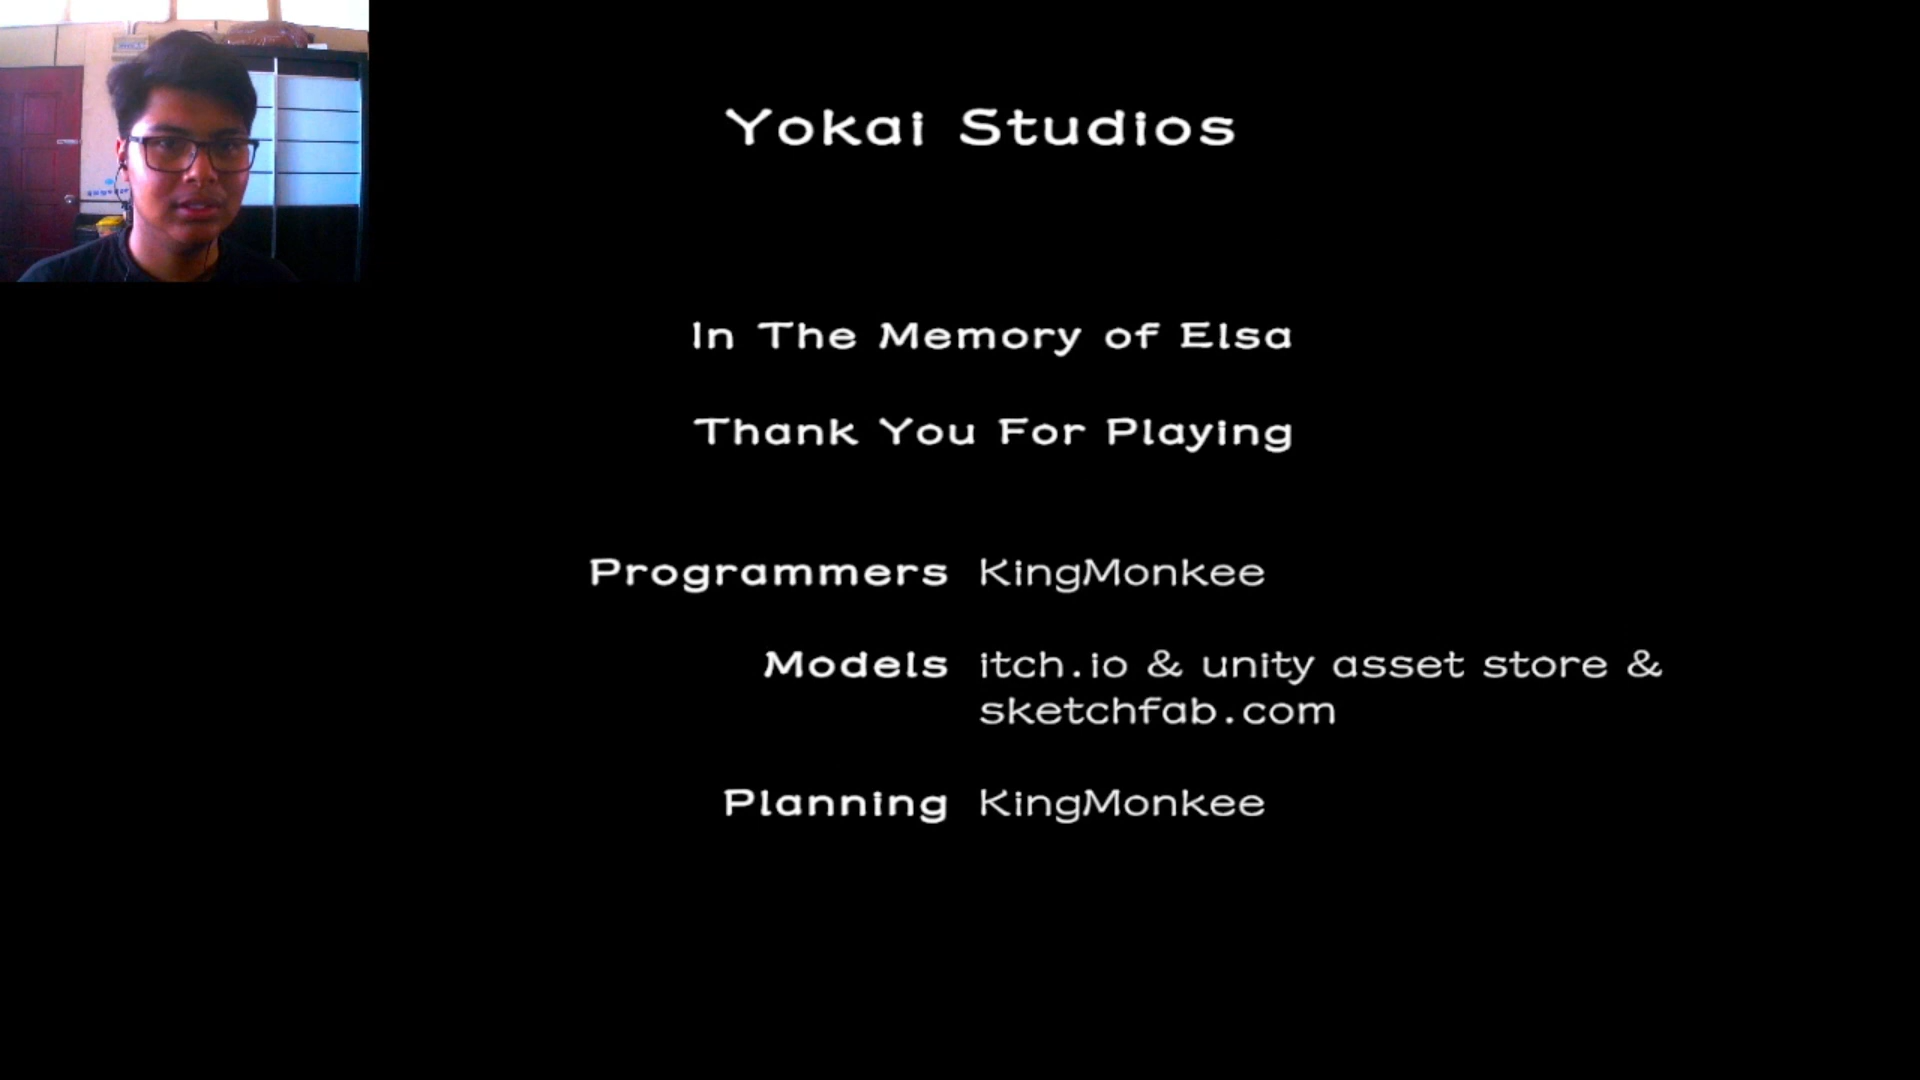 Yokai Studios
In The Memory of Elsa
Thank You For Playing
Programmers KingMonkee
Models itch.io & unity asset store &
sketchfab.com
Planning KingMonkee